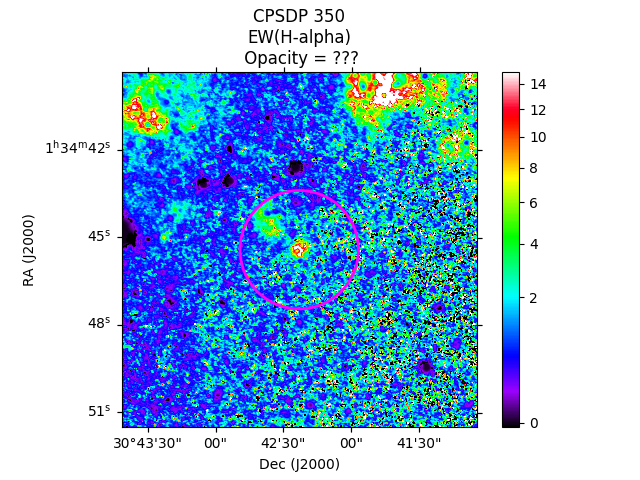 CPSDP 350
EW(H-alpha)
Opacity = ???
1ʰ34ᵐ42ˢ
45ˢ
48ˢ
51ˢ
RA (J2000)
30°43'30"
00"
42'30"
00"
41'30"
Dec (J2000)
14
12
10
8
6
4
2
0